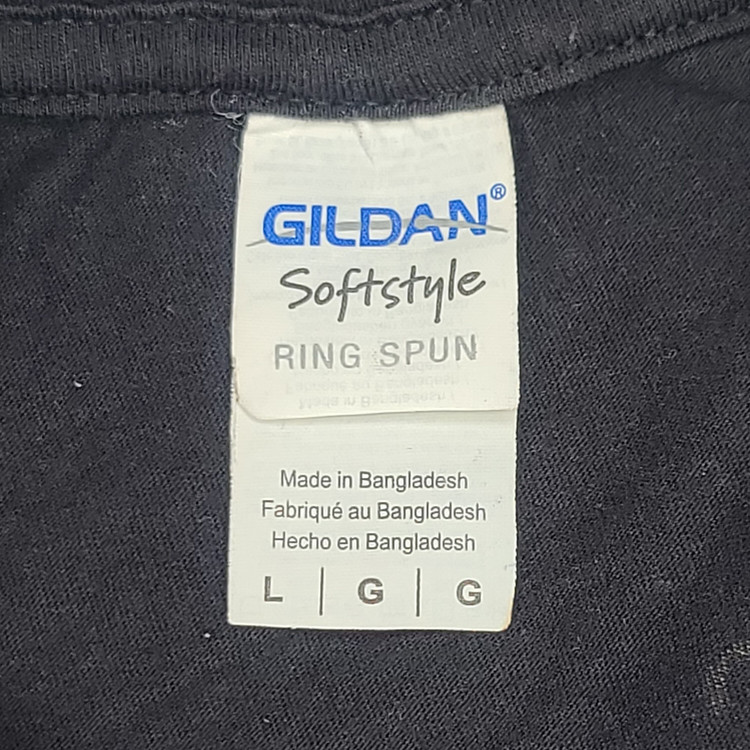 GILDAN®
Softstyle
RING SPUN
Made in Bangladesh
Fabriqué au Bangladesh
Hecho en Bangladesh
L | G | G